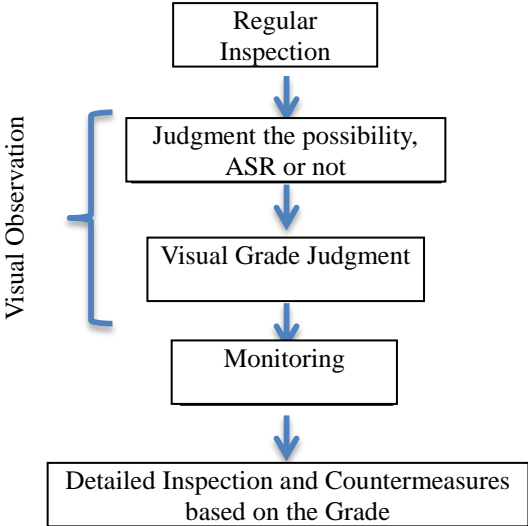 Regular
Inspection
Visual Observation
Judgment the possibility,
ASR or not
Visual Grade Judgment
Monitoring
Detailed Inspection and Countermeasures
based on the Grade